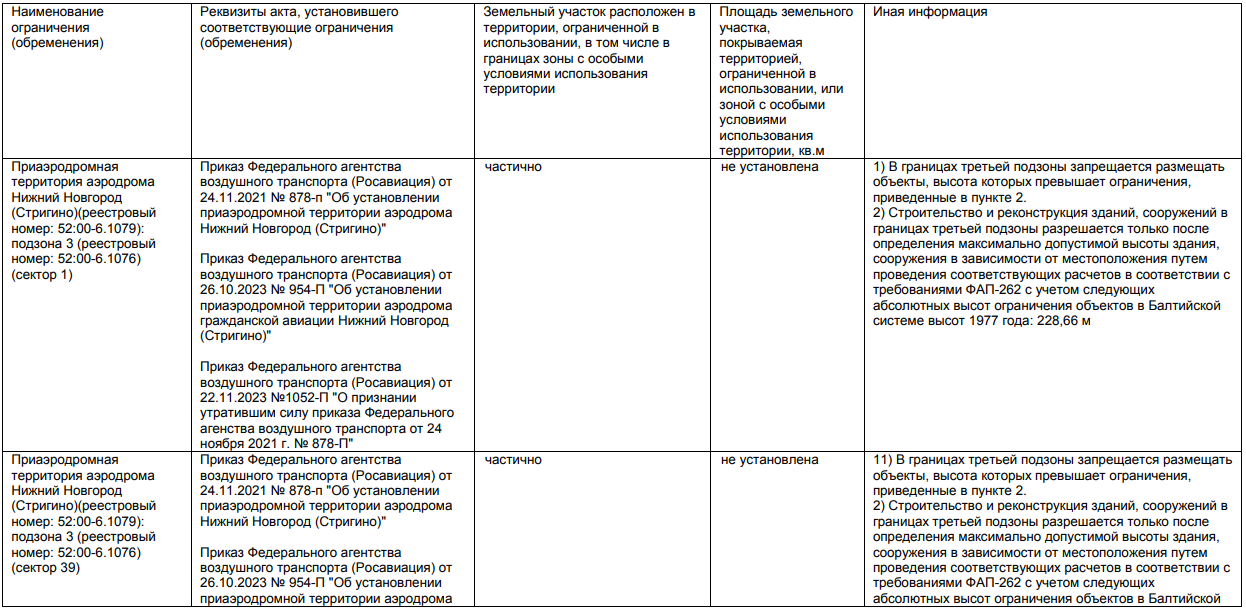 Наименование
ограничения
(обременения)
Реквизиты акта, установившего
соответствующие ограничения
(обременения)
Земельный участок расположен в
территории, ограниченной в
использовании, в том числе в
границах зоны с особыми
условиями использования
территории
Площадь земельного
участка,
покрываемая
территорией,
ограниченной в
использовании, или
зоной с особыми
условиями
использования
территории, кв.м
Иная информация
Приаэродромная
территория аэродрома
Нижний Новгород
(Стригино)(реестровый
номер: 52:00-6.1079):
подзона 3 (реестровый
номер: 52:00-6.1076)
(сектор 1)
Приказ Федерального агентства
воздушного транспорта (Росавиация) от
24.11.2021 № 878-п "Об установлении
приаэродромной территории аэродрома
Нижний Новгород (Стригино)"
Приказ Федерального агентства
воздушного транспорта (Росавиация) от
26.10.2023 № 954-П "Об установлении
приаэродромной территории аэродрома
гражданской авиации Нижний Новгород
(Стригино)"
Приказ Федерального агентства
воздушного транспорта (Росавиация) от
22.11.2023 №1052-П "О признании
утратившим силу приказа Федерального
агенства воздушного транспорта от 24
ноября 2021 г. № 878-П"
частично
не установлена
1) В границах третьей подзоны запрещается размещать
объекты, высота которых превышает ограничения,
приведенные в пункте 2.
2) Строительство и реконструкция зданий, сооружений в
границах третьей подзоны разрешается только после
определения максимально допустимой высоты здания,
сооружения в зависимости от местоположения путем
проведения соответствующих расчетов в соответствии с
требованиями ФАП-262 с учетом следующих
абсолютных высот ограничения объектов в Балтийской
системе высот 1977 года: 228,66 м
Приаэродромная
территория аэродрома
Нижний Новгород
(Стригино)(реестровый
номер: 52:00-6.1079):
подзона 3 (реестровый
номер: 52:00-6.1076)
(сектор 39)
Приказ Федерального агентства
воздушного транспорта (Росавиация) от
24.11.2021 № 878-п "Об установлении
приаэродромной территории аэродрома
Нижний Новгород (Стригино)"
Приказ Федерального агентства
воздушного транспорта (Росавиация) от
26.10.2023 № 954-П "Об установлении
приаэродромной территории аэродрома
частично
не установлена
11) В границах третьей подзоны запрещается размещать
объекты, высота которых превышает ограничения,
приведенные в пункте 2.
2) Строительство и реконструкция зданий, сооружений в
границах третьей подзоны разрешается только после
определения максимально допустимой высоты здания,
сооружения в зависимости от местоположения путем
проведения соответствующих расчетов в соответствии с
требованиями ФАП-262 с учетом следующих
абсолютных высот ограничения объектов в Балтийской